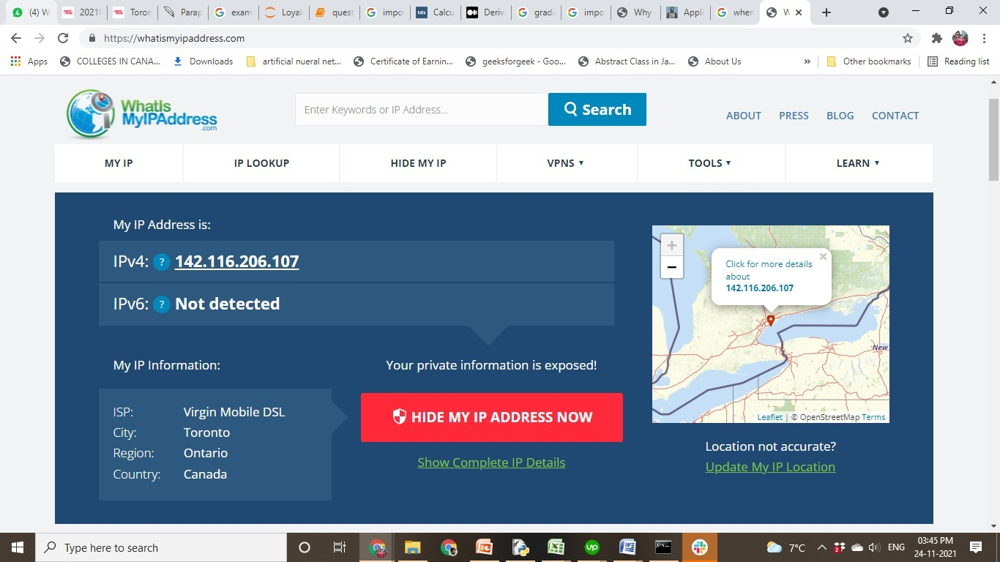 (4) W
2021F
Toron
Parap
exam
Loyal
quest
impo
tds
Calcu
Deriv
gradi
impo
Why
Appli
when
W
https://whatismyipaddress.com
Apps
COLLEGES IN CANA...
Downloads
artificial nueral net...
Certificate of Earnin...
geeksforgeek - Goo...
Abstract Class in Ja...
About Us
»
Other bookmarks
Reading list
WhatIs
MyIPAddress
.com
Enter Keywords or IP Address...
Search
ABOUT
PRESS
BLOG
CONTACT
MY IP
IP LOOKUP
HIDE MY IP
VPNS
TOOLS
LEARN
My IP Address is:
IPv4: ? 142.116.206.107
IPv6: ? Not detected
My IP Information:
ISP: Virgin Mobile DSL
City: Toronto
Region: Ontario
Country: Canada
Your private information is exposed!
HIDE MY IP ADDRESS NOW
Show Complete IP Details
+
−
Click for more details
about
142.116.206.107
×
New
Leaflet | © OpenStreetMap Terms
Location not accurate?
Update My IP Location
Type here to search
7°C
ENG
03:45 PM
24-11-2021